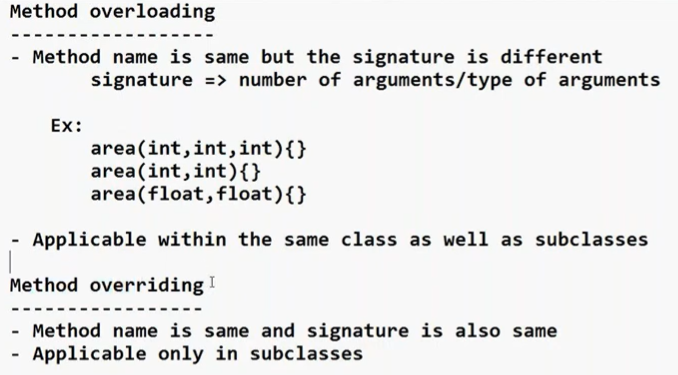 Method overloading
------------------
- Method name is same but the signature is different
signature => number of arguments/type of arguments
Ex:
area(int,int,int){}
area(int,int){}
area(float,float){}
- Applicable within the same class as well as subclasses
Method overriding
-----------------
- Method name is same and signature is also same
- Applicable only in subclasses